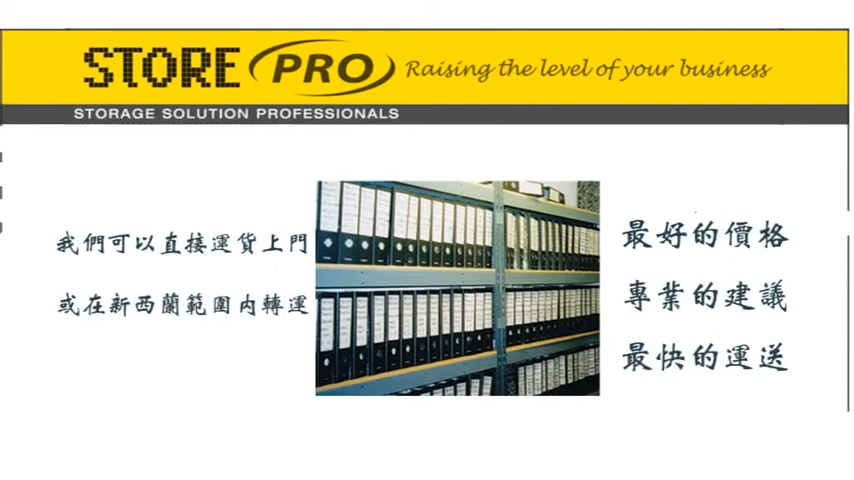 STORE PRO Raising the level of your business
STORAGE SOLUTION PROFESSIONALS
我們可以直接運貨上門
或在新西蘭範圍內轉運
最好的價格
專業的建議
最快的運送